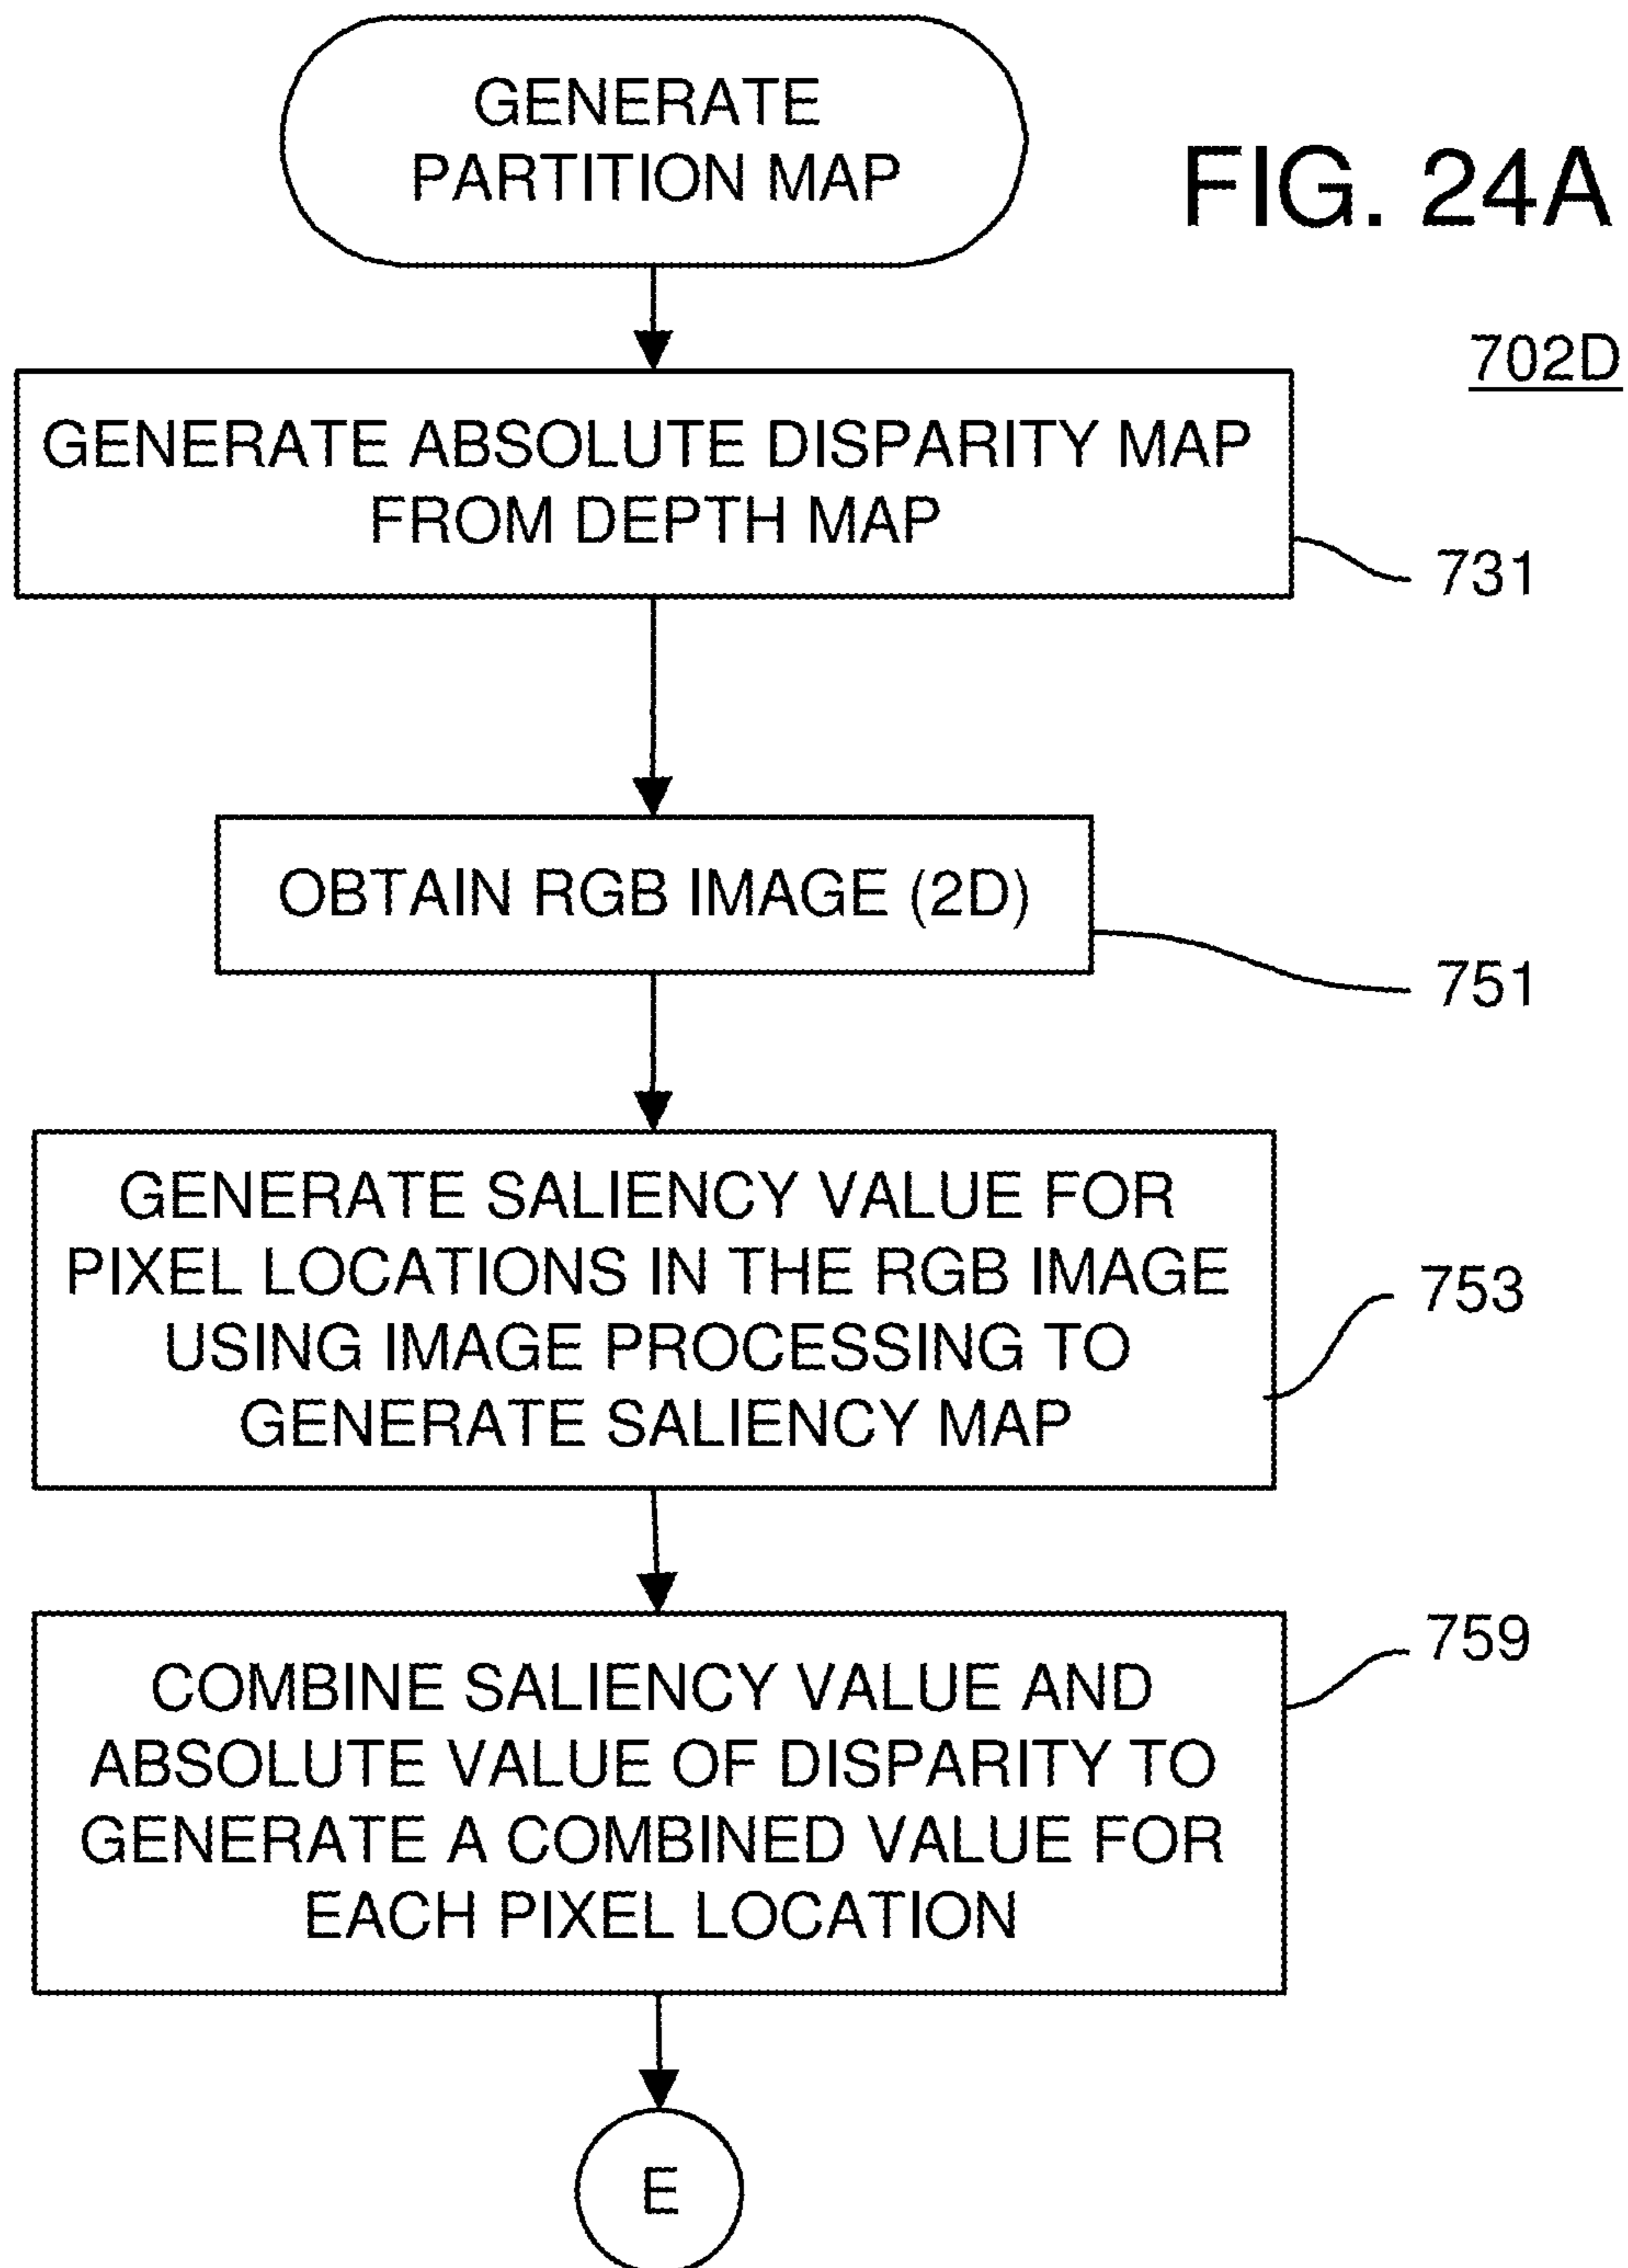 GENERATE
PARTITION MAP
FIG. 24A
702D
GENERATE ABSOLUTE DISPARITY MAP
FROM DEPTH MAP
731
OBTAIN RGB IMAGE (2D)
751
GENERATE SALIENCY VALUE FOR
PIXEL LOCATIONS IN THE RGB IMAGE
USING IMAGE PROCESSING TO
GENERATE SALIENCY MAP
753
COMBINE SALIENCY VALUE AND
ABSOLUTE VALUE OF DISPARITY TO
GENERATE A COMBINED VALUE FOR
EACH PIXEL LOCATION
759
E